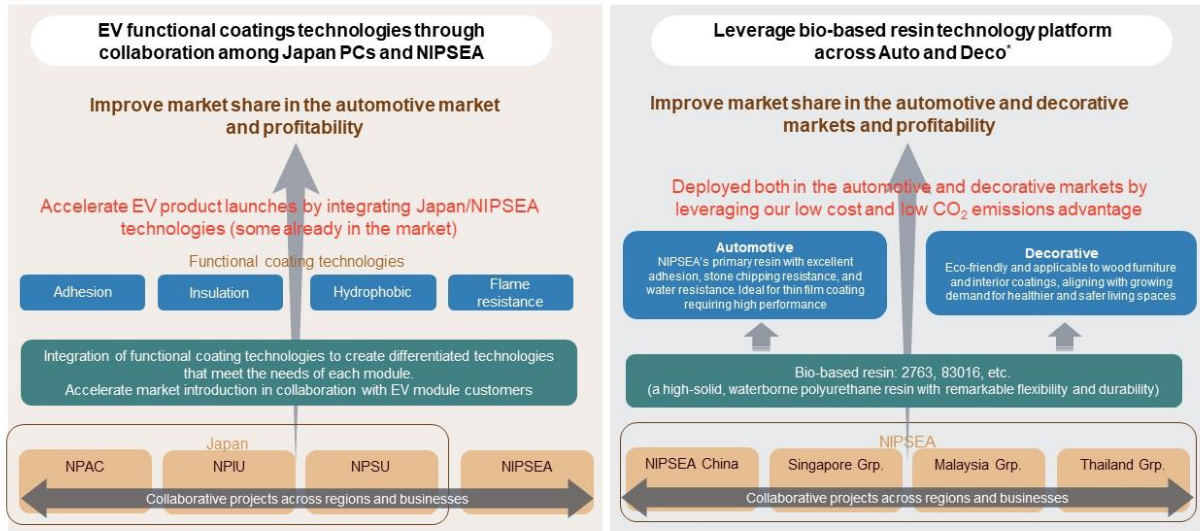 EV functional coatings technologies through
collaboration among Japan PCs and NIPSEA
Improve market share in the automotive market
and profitability
Accelerate EV product launches by integrating Japan/NIPSEA
technologies (some already in the market)
Functional coating technologies
Adhesion
Insulation
Hydrophobic
Flame
resistance
Integration of functional coating technologies to create differentiated technologies
that meet the needs of each module.
Accelerate market introduction in collaboration with EV module customers
Japan
NPAC
NPIU
NPSU
NIPSEA
Collaborative projects across regions and businesses
Leverage bio-based resin technology platform
across Auto and Deco*
Improve market share in the automotive and decorative
markets and profitability
Deployed both in the automotive and decorative markets by
leveraging our low cost and low CO₂ emissions advantage
Automotive
NIPSEA's primary resin with excellent
adhesion, stone chipping resistance, and
water resistance. Ideal for thin film coating
requiring high performance
Decorative
Eco-friendly and applicable to wood furniture
and interior coatings, aligning with growing
demand for healthier and safer living spaces
Bio-based resin: 2763, 83016, etc.
(a high-solid, waterborne polyurethane resin with remarkable flexibility and durability)
NIPSEA
NIPSEA China
Singapore Grp.
Malaysia Grp.
Thailand Grp.
Collaborative projects across regions and businesses